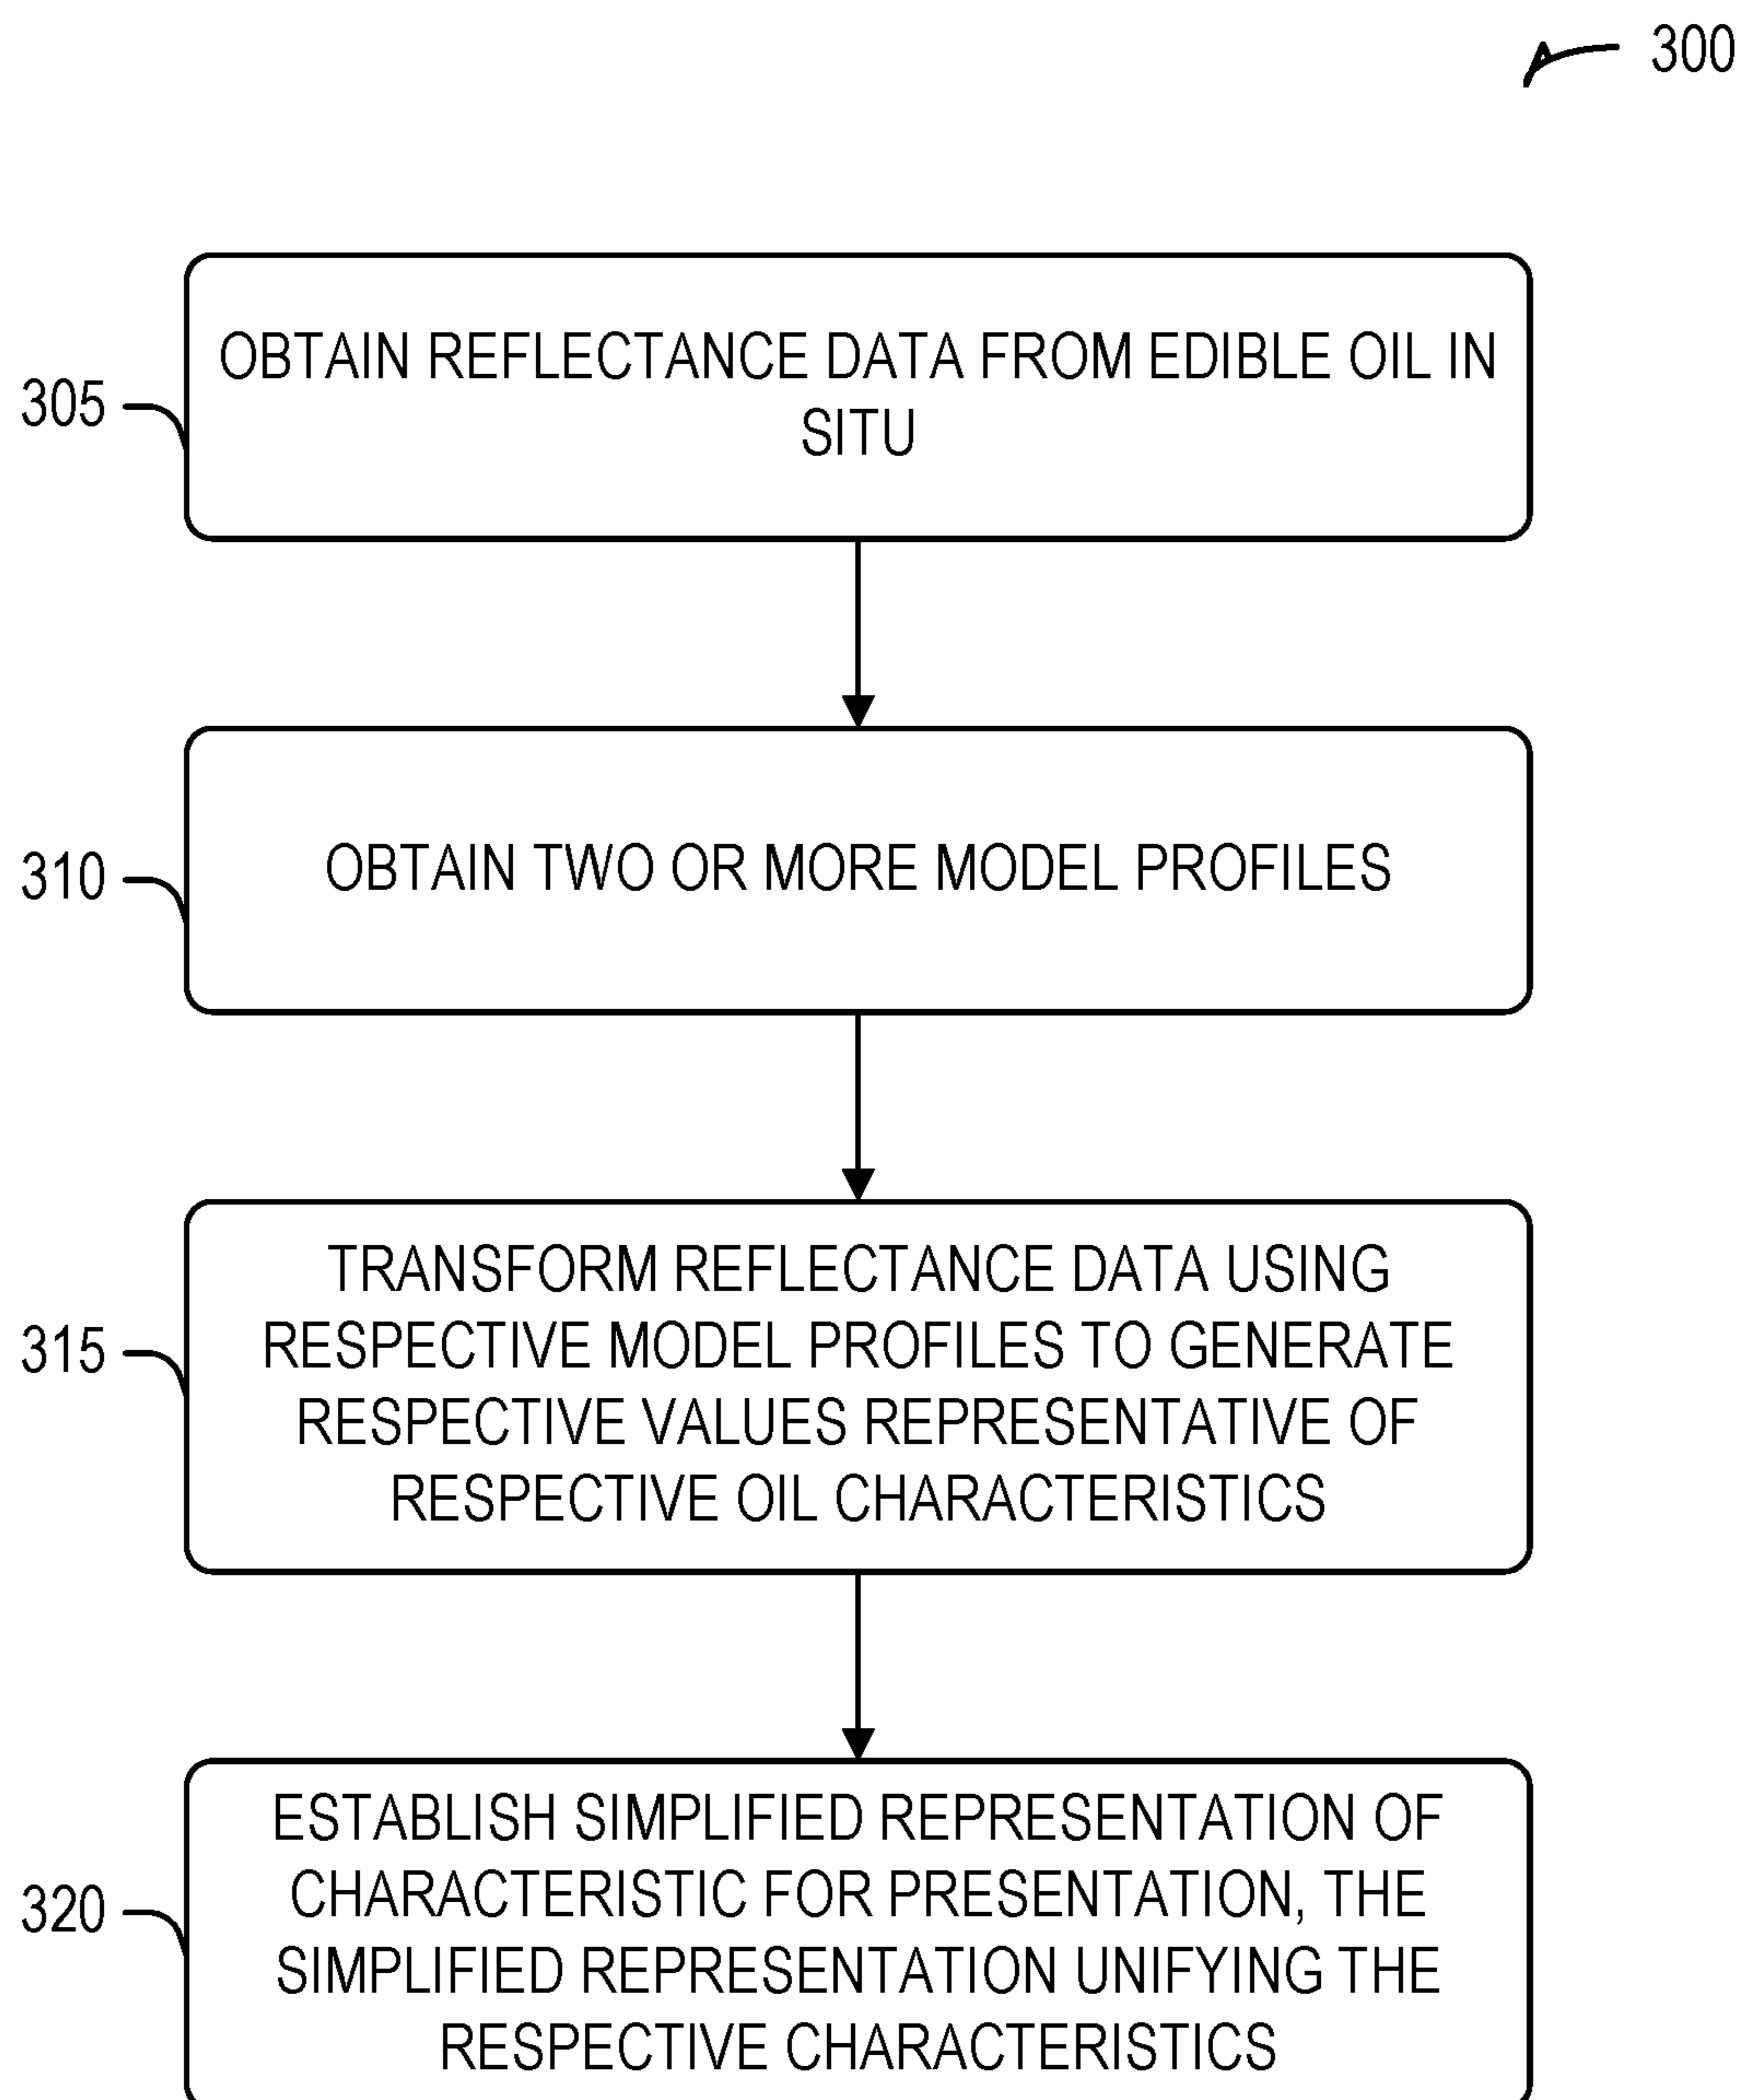 300
305
OBTAIN REFLECTANCE DATA FROM EDIBLE OIL IN
SITU
310
OBTAIN TWO OR MORE MODEL PROFILES
315
TRANSFORM REFLECTANCE DATA USING
RESPECTIVE MODEL PROFILES TO GENERATE
RESPECTIVE VALUES REPRESENTATIVE OF
RESPECTIVE OIL CHARACTERISTICS
320
ESTABLISH SIMPLIFIED REPRESENTATION OF
CHARACTERISTIC FOR PRESENTATION, THE
SIMPLIFIED REPRESENTATION UNIFYING THE
RESPECTIVE CHARACTERISTICS